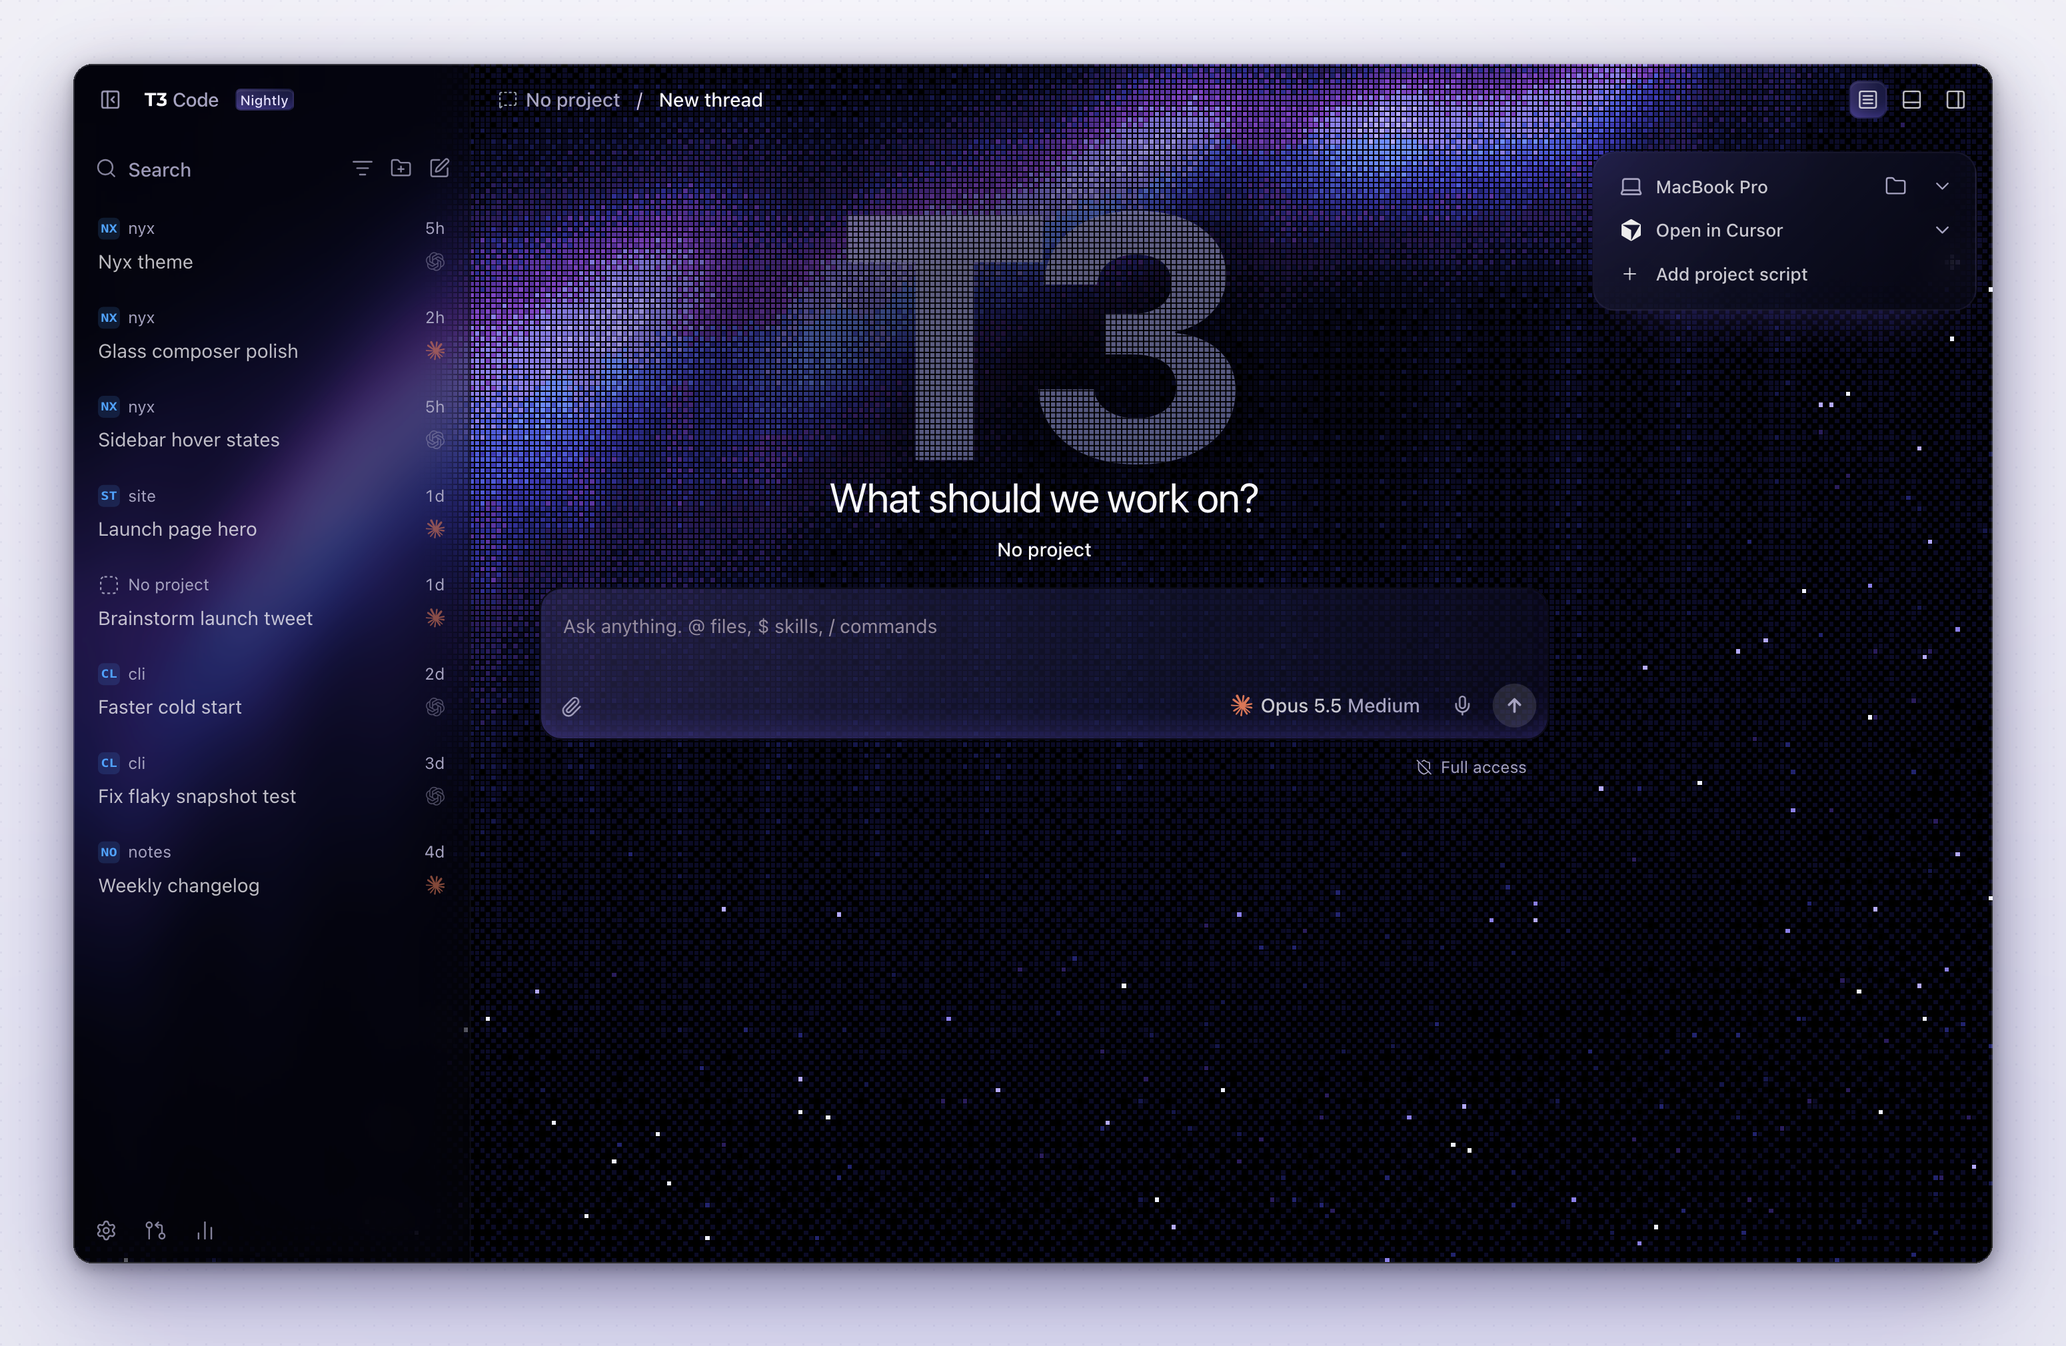 T3 Code Nightly
No project / New thread
Search
NX nyx 5h
Nyx theme
NX nyx 2h
Glass composer polish
NX nyx 5h
Sidebar hover states
ST site 1d
Launch page hero
No project 1d
Brainstorm launch tweet
CL cli 2d
Faster cold start
CL cli 3d
Fix flaky snapshot test
NO notes 4d
Weekly changelog
T3
What should we work on?
No project
Ask anything. @ files, $ skills, / commands
Opus 5.5 Medium
Full access
MacBook Pro
Open in Cursor
Add project script